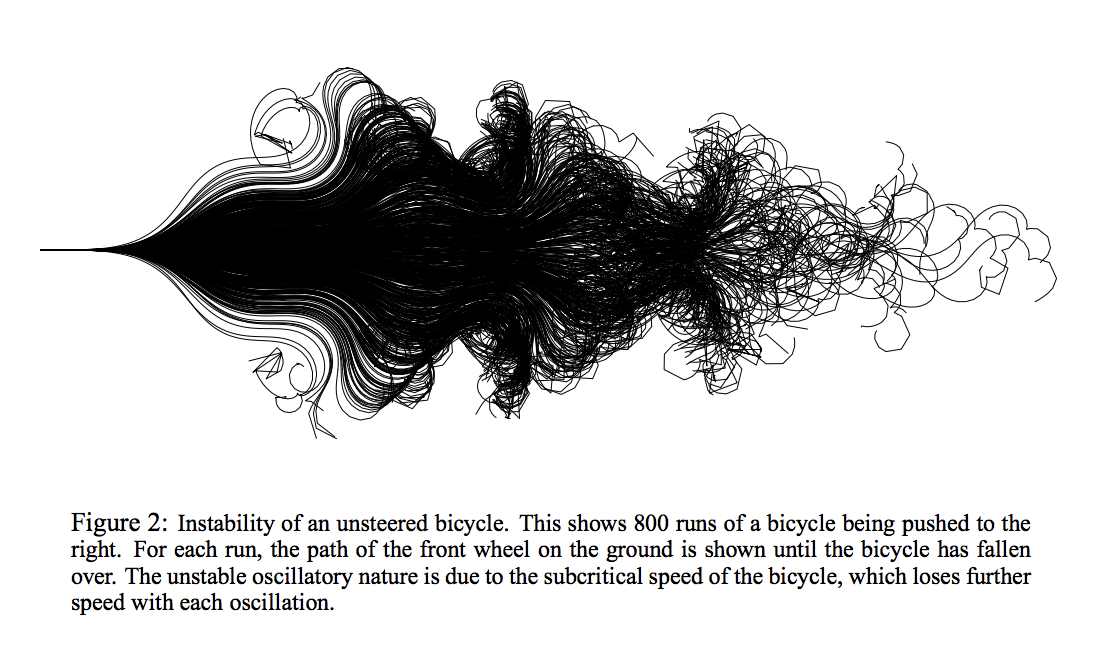 Figure 2: Instability of an unsteered bicycle. This shows 800 runs of a bicycle being pushed to the
right. For each run, the path of the front wheel on the ground is shown until the bicycle has fallen
over. The unstable oscillatory nature is due to the subcritical speed of the bicycle, which loses further
speed with each oscillation.